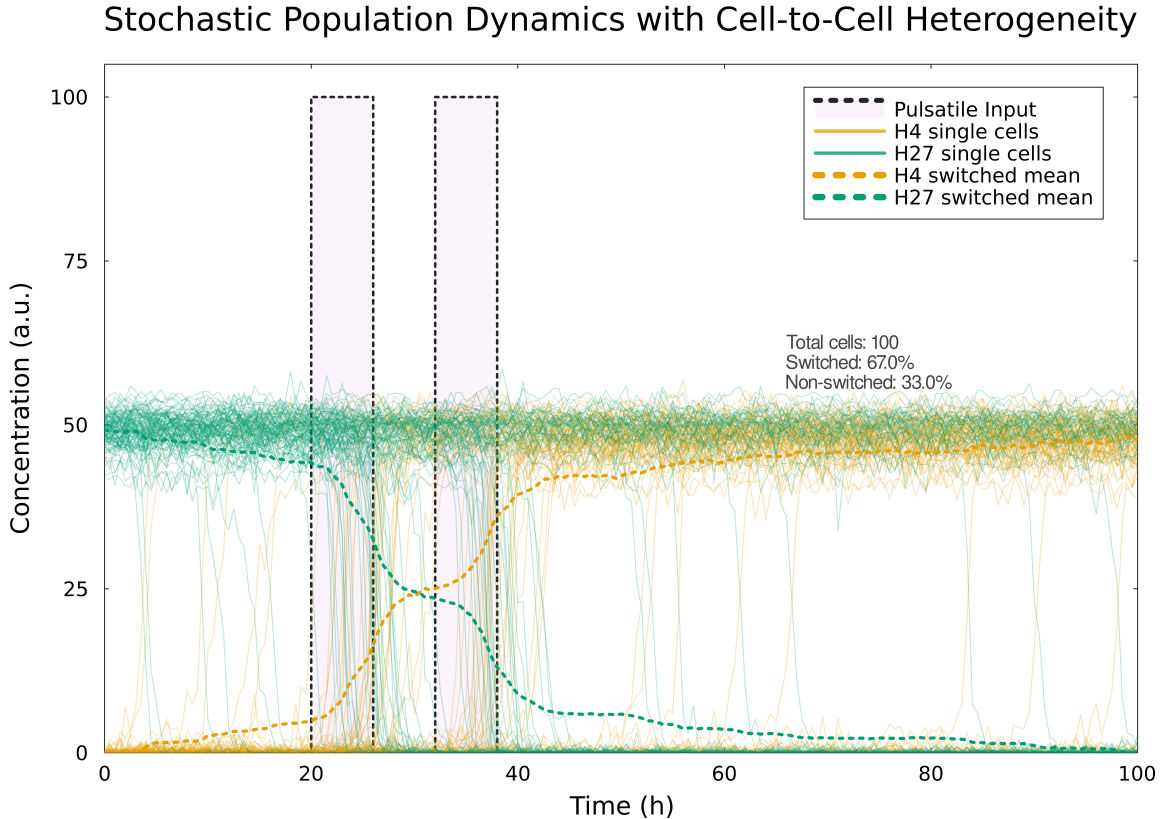 Stochastic Population Dynamics with Cell-to-Cell Heterogeneity
Concentration (a.u.)
100
75
50
25
0
Pulsatile Input
H4 single cells
H27 single cells
H4 switched mean
H27 switched mean
Total cells: 100
Switched: 67.0%
Non-switched: 33.0%
0 20 40 60 80 100
Time (h)